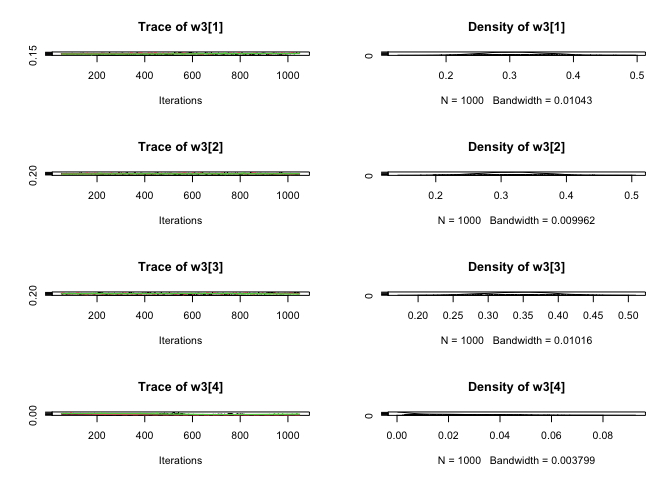 Trace of w3[1]
0.15
200 400 600 800 1000
Iterations
Density of w3[1]
0
0.2 0.3 0.4 0.5
N = 1000 Bandwidth = 0.01043
Trace of w3[2]
0.20
200 400 600 800 1000
Iterations
Density of w3[2]
0
0.2 0.3 0.4 0.5
N = 1000 Bandwidth = 0.009962
Trace of w3[3]
0.20
200 400 600 800 1000
Iterations
Density of w3[3]
0
0.20 0.25 0.30 0.35 0.40 0.45 0.50
N = 1000 Bandwidth = 0.01016
Trace of w3[4]
0.00
200 400 600 800 1000
Iterations
Density of w3[4]
0
0.00 0.02 0.04 0.06 0.08
N = 1000 Bandwidth = 0.003799